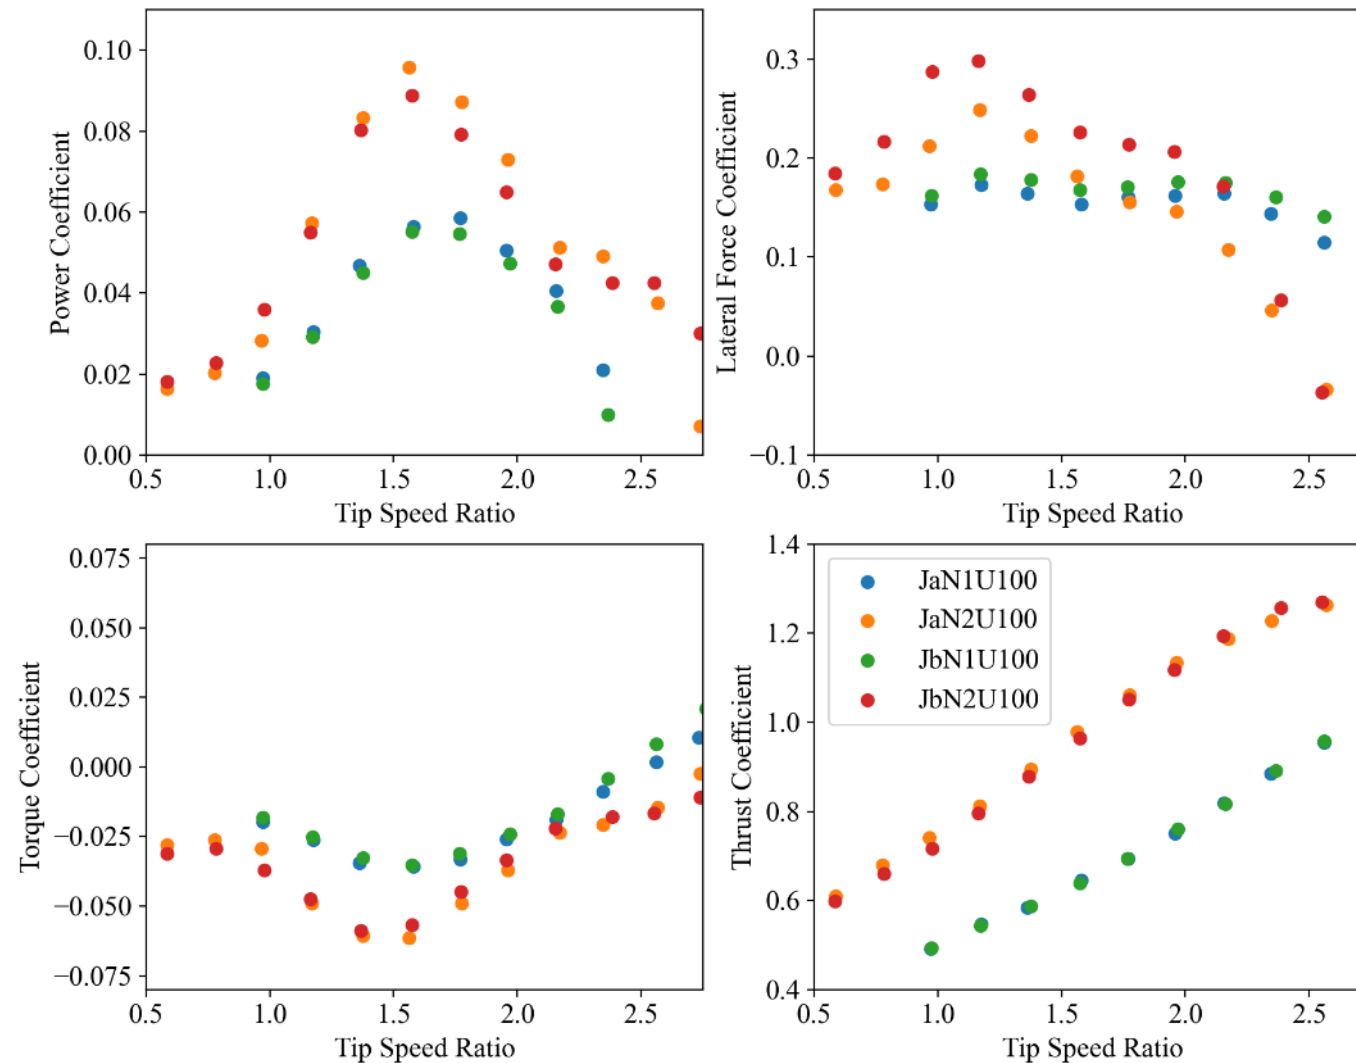 0.10
0.08
0.06
0.04
0.02
0.00
Power Coefficient
0.5 1.0 1.5 2.0 2.5
Tip Speed Ratio
0.3
0.2
0.1
0.0
−0.1
Lateral Force Coefficient
0.5 1.0 1.5 2.0 2.5
Tip Speed Ratio
0.075
0.050
0.025
0.000
−0.025
−0.050
−0.075
Torque Coefficient
0.5 1.0 1.5 2.0 2.5
Tip Speed Ratio
1.4
1.2
1.0
0.8
0.6
0.4
Thrust Coefficient
JaN1U100
JaN2U100
JbN1U100
JbN2U100
0.5 1.0 1.5 2.0 2.5
Tip Speed Ratio